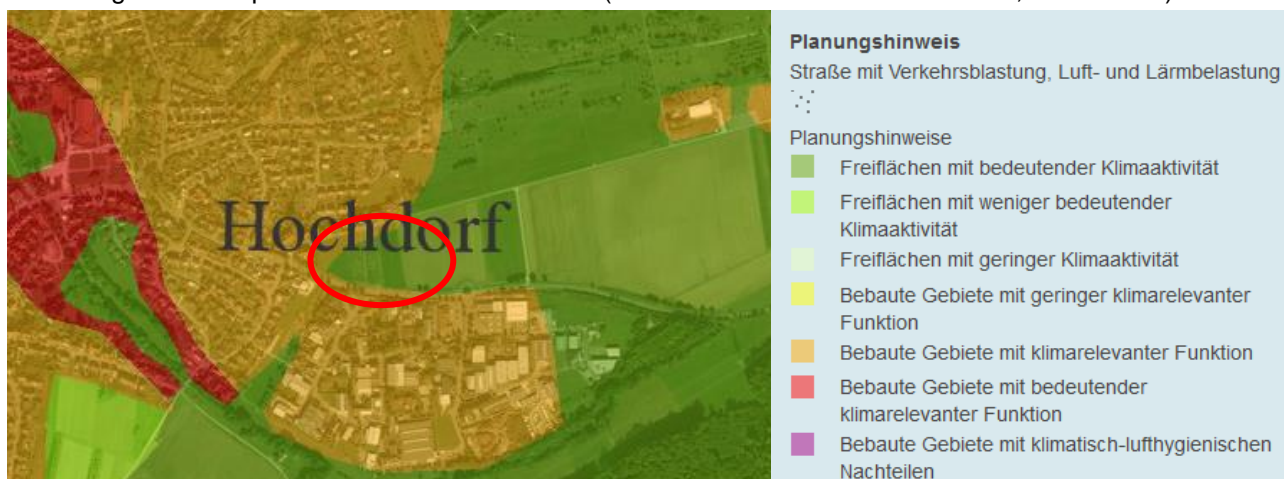 Hochdorf
Planungshinweis
Straße mit Verkehrsblastung, Luft- und Lärmbelastung
Planungshinweise
Freiflächen mit bedeutender Klimaaktivität
Freiflächen mit weniger bedeutender
Klimaaktivität
Freiflächen mit geringer Klimaaktivität
Bebaute Gebiete mit geringer klimarelevanter
Funktion
Bebaute Gebiete mit klimarelevanter Funktion
Bebaute Gebiete mit bedeutender
klimarelevanter Funktion
Bebaute Gebiete mit klimatisch-lufthygienischen
Nachteilen